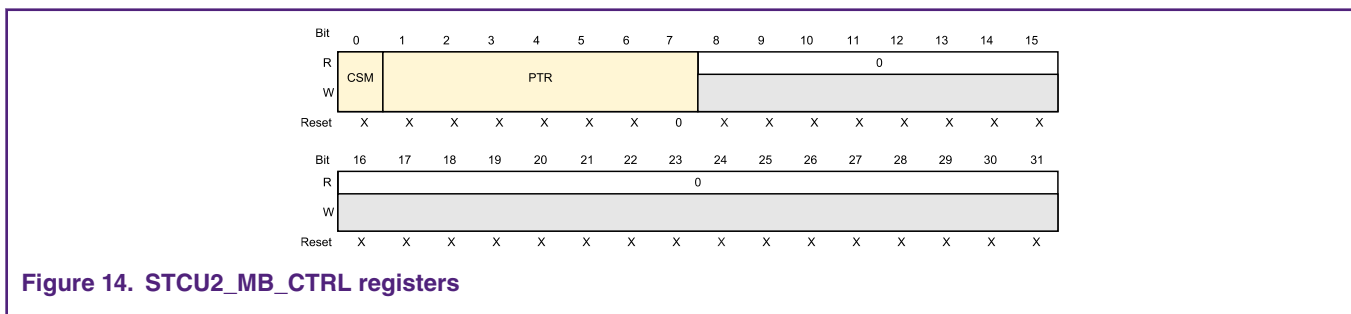 Bit 0 1 2 3 4 5 6 7 8 9 10 11 12 13 14 15
R CSM PTR 0
W
Reset X X X X X X X 0 X X X X X X X X
Bit 16 17 18 19 20 21 22 23 24 25 26 27 28 29 30 31
R 0
W
Reset X X X X X X X X X X X X X X X X
Figure 14. STCU2_MB_CTRL registers